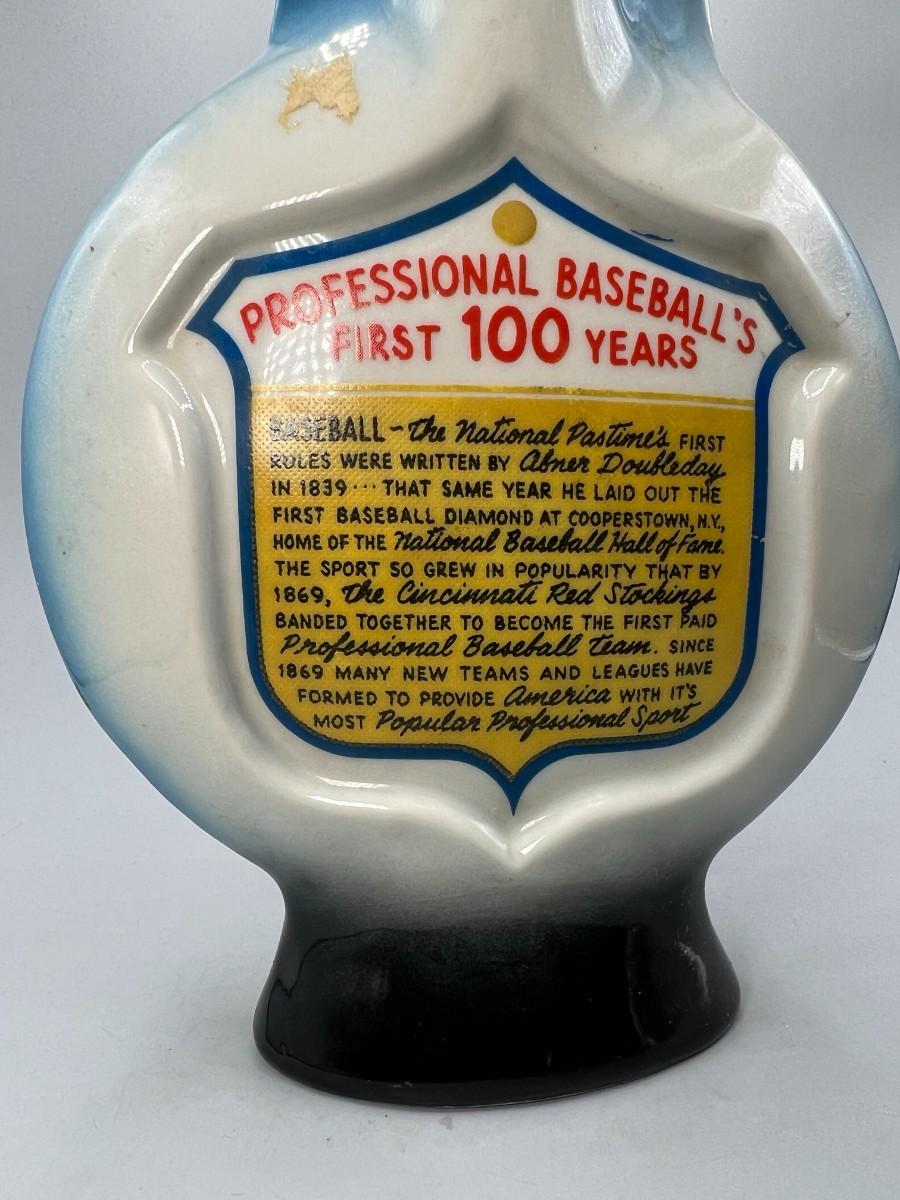 PROFESSIONAL BASEBALL'S
FIRST 100 YEARS
BASEBALL - the National Pastime's FIRST
RULES WERE WRITTEN BY Abner Doubleday
IN 1839··· THAT SAME YEAR HE LAID OUT THE
FIRST BASEBALL DIAMOND AT COOPERSTOWN, N.Y.,
HOME OF THE National Baseball Hall of Fame.
THE SPORT SO GREW IN POPULARITY THAT BY
1869, the Cincinnati Red Stockings
BANDED TOGETHER TO BECOME THE FIRST PAID
Professional Baseball team. SINCE
1869 MANY NEW TEAMS AND LEAGUES HAVE
FORMED TO PROVIDE America WITH IT'S
MOST Popular Professional Sport